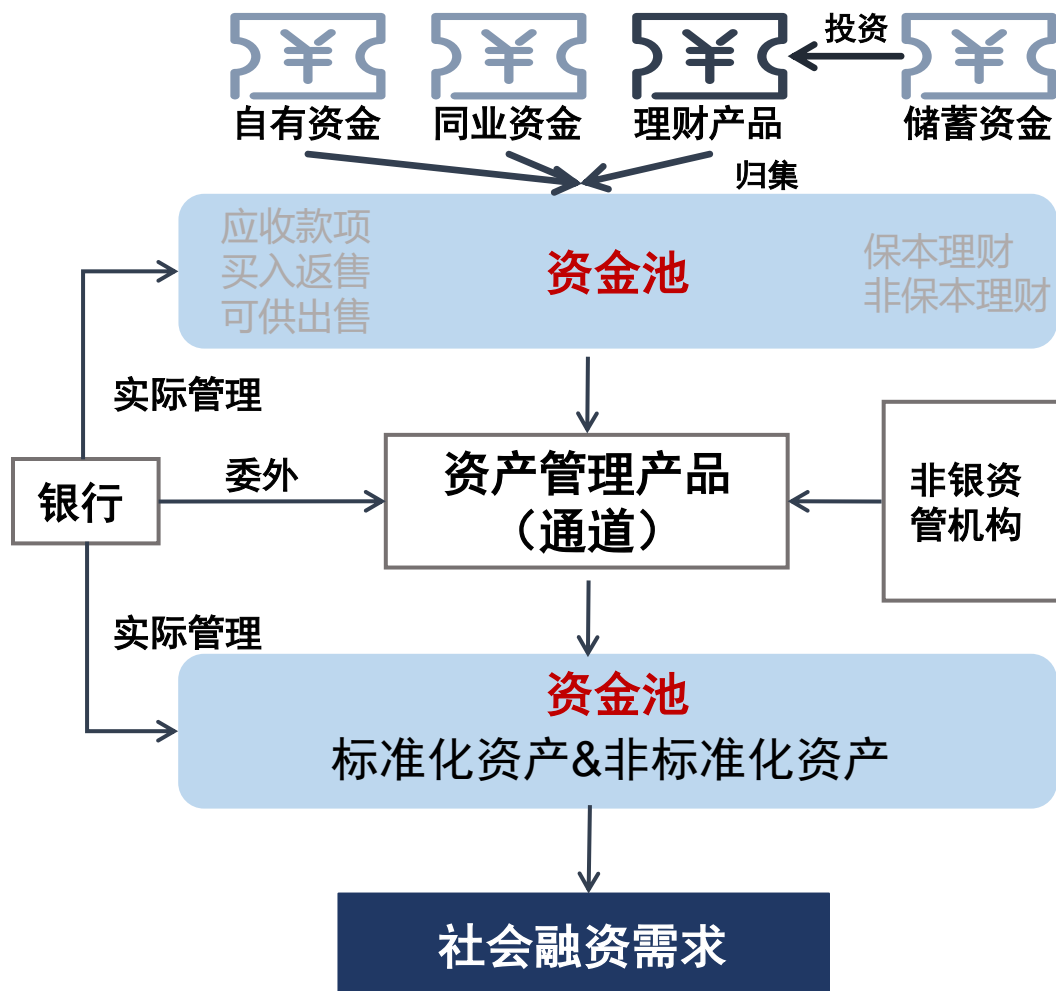 投资
自有资金
同业资金
理财产品
储蓄资金
归集
应收款项
买入返售
可供出售
资金池
保本理财
非保本理财
实际管理
银行
委外
资产管理产品
（通道）
非银资
管机构
实际管理
资金池
标准化资产&非标准化资产
社会融资需求